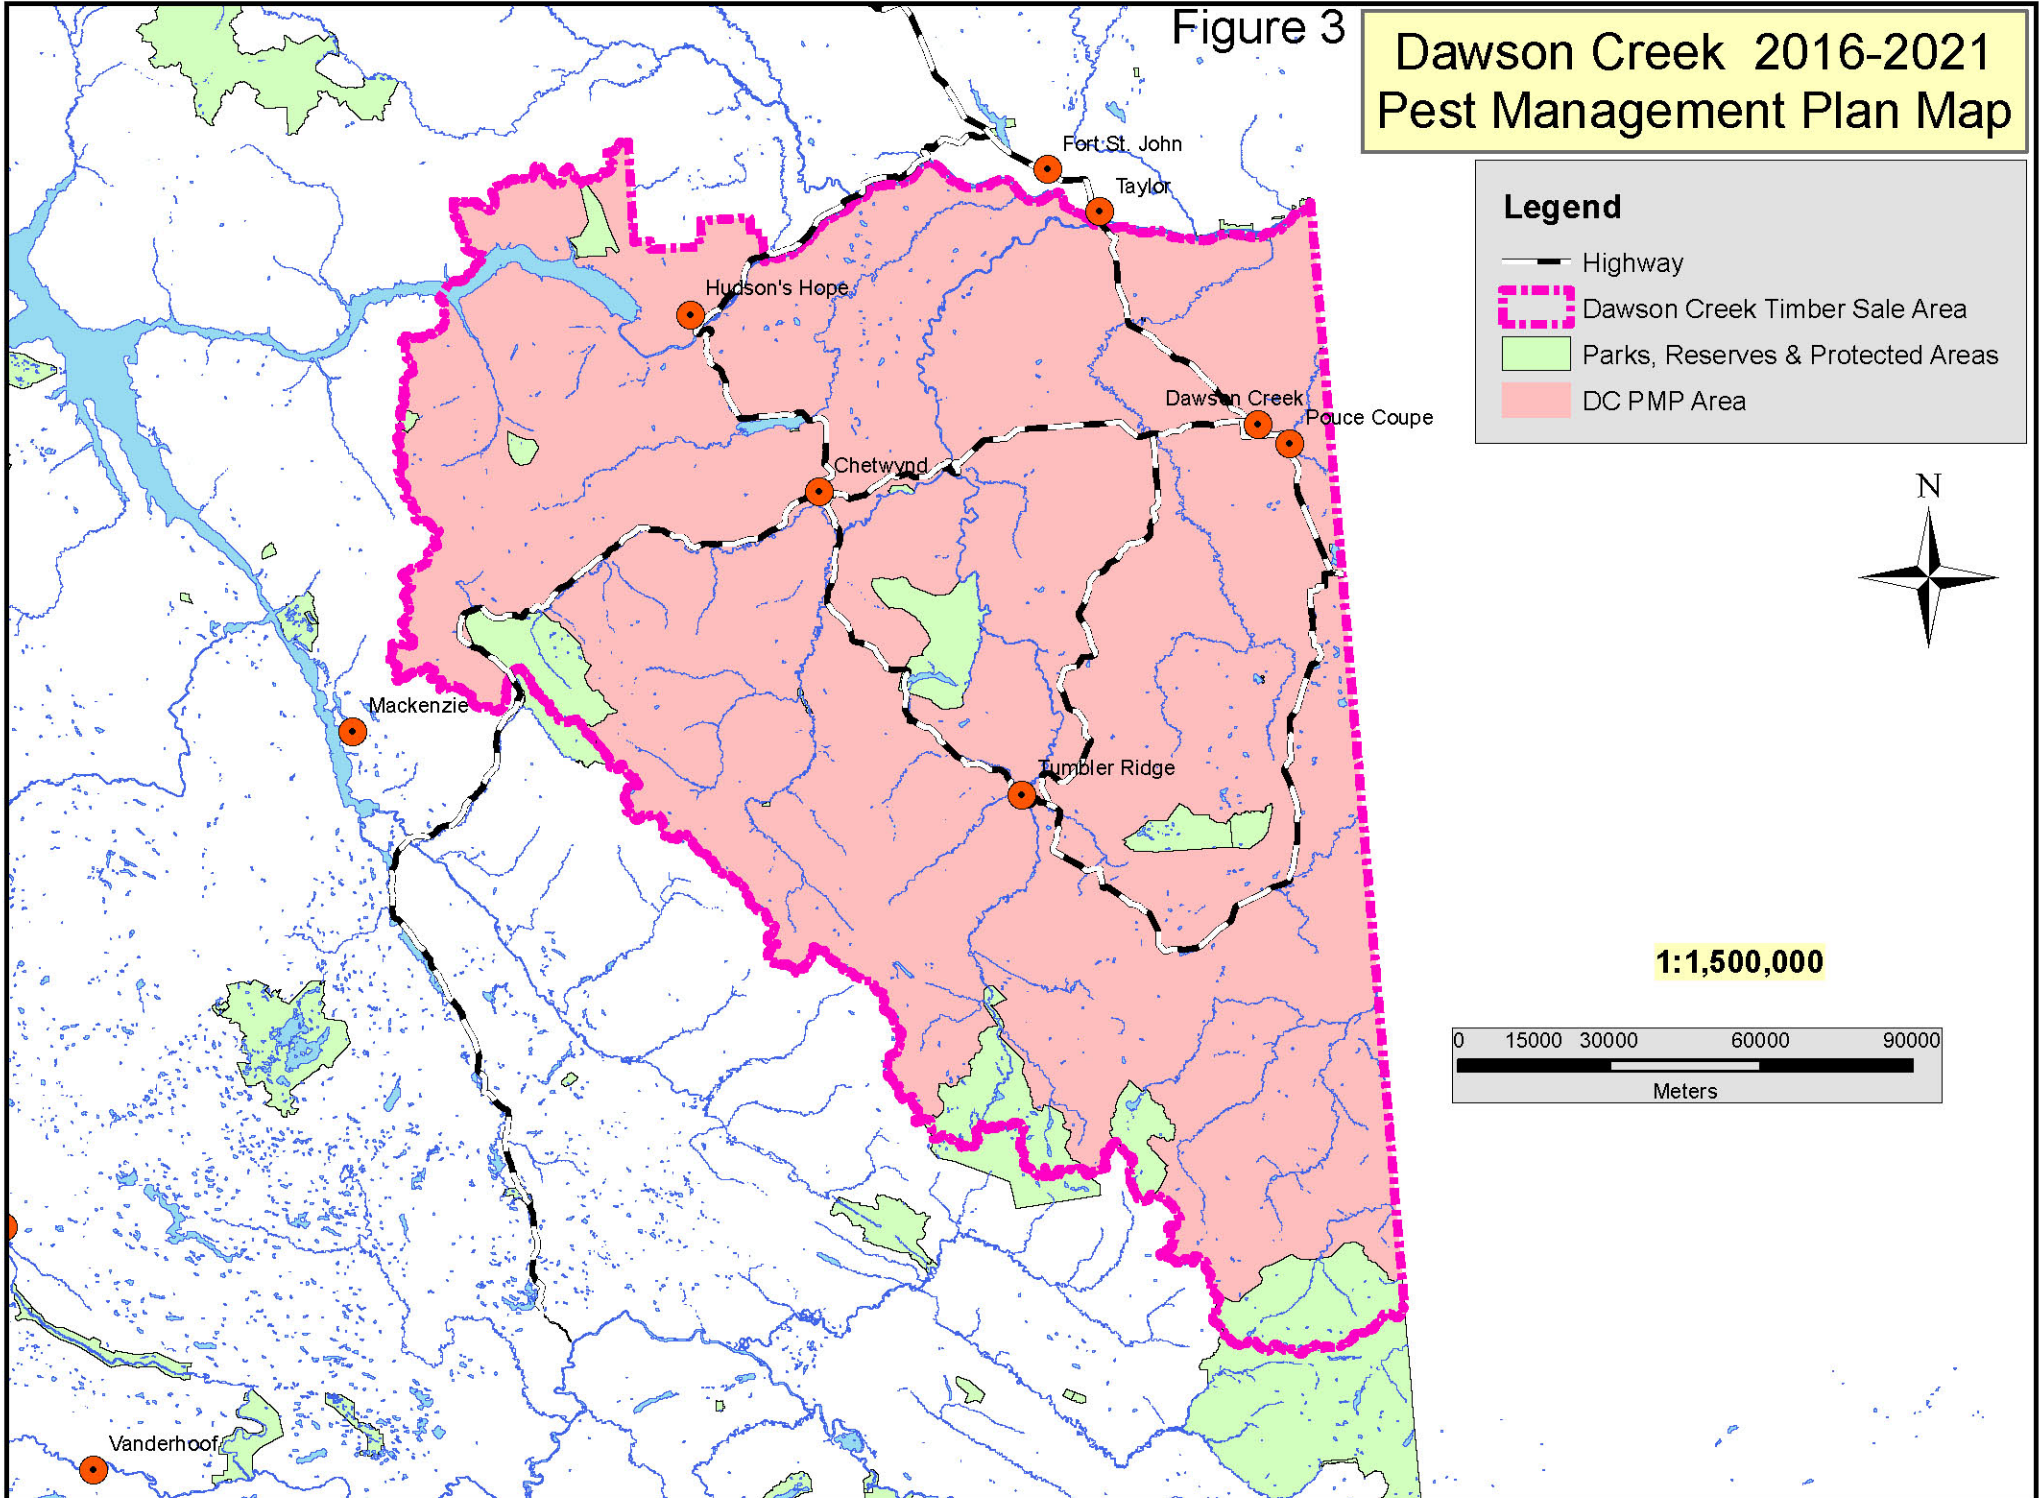 Figure 3
Dawson Creek 2016-2021
Pest Management Plan Map
Legend
Highway
Dawson Creek Timber Sale Area
Parks, Reserves & Protected Areas
DC PMP Area
Fort St. John
Taylor
Hudson's Hope
Dawson Creek
Pouce Coupe
Chetwynd
N
Mackenzie
Tumbler Ridge
1:1,500,000
0 15000 30000 60000 90000
Meters
Vanderhoof